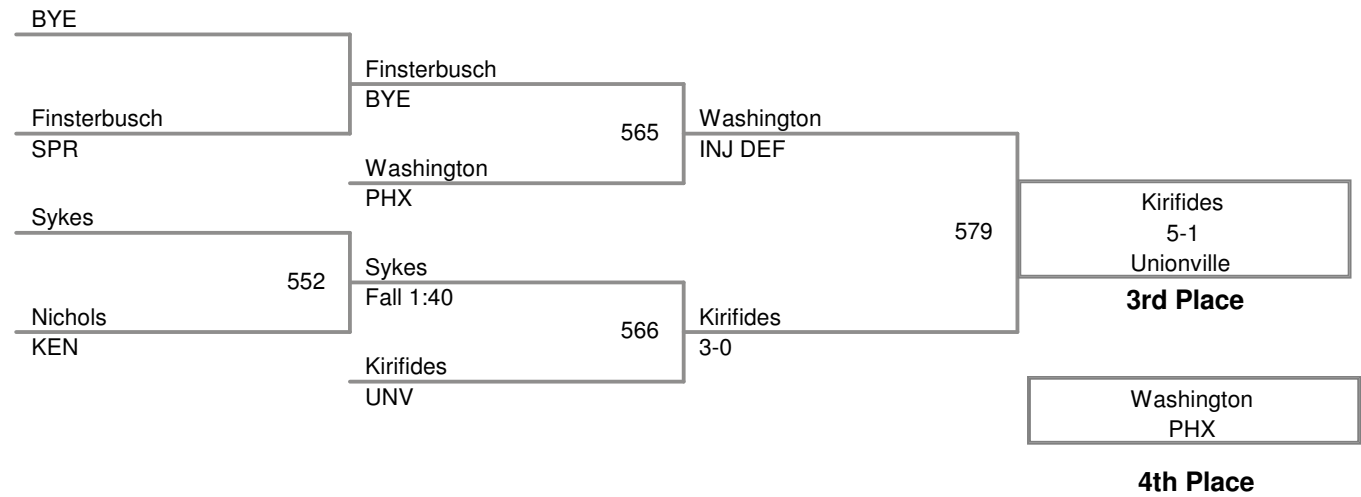 BYE
Finsterbusch
SPR
Sykes
Nichols
KEN
Finsterbusch
BYE
565
Washington
PHX
552
Sykes
Fall 1:40
566
Kirifides
UNV
Washington
INJ DEF
579
Kirifides
3-0
Kirifides
5-1
Unionville
3rd Place
Washington
PHX
4th Place